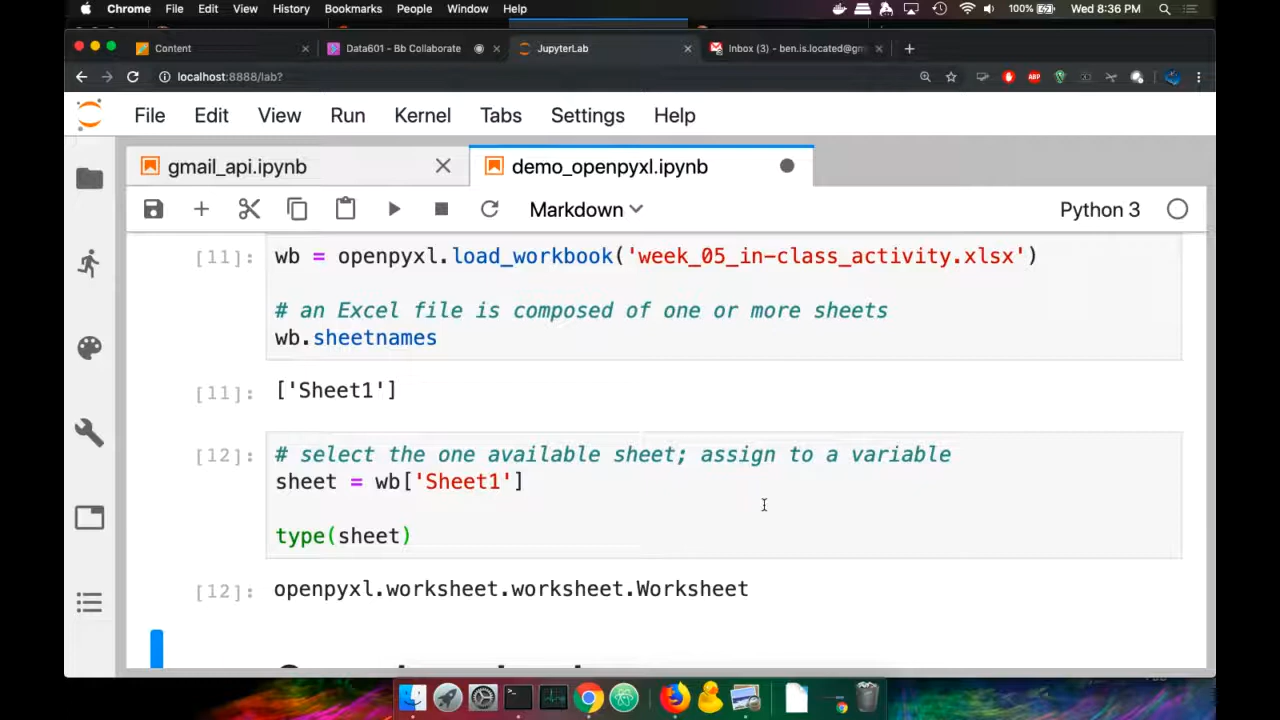 Chrome File Edit View History Bookmarks People Window Help 100% Wed 8:36 PM
Content Data601 - Bb Collaborate JupyterLab Inbox (3) - ben.is.located@gm
localhost:8888/lab?
File Edit View Run Kernel Tabs Settings Help
gmail_api.ipynb demo_openpyxl.ipynb
Markdown Python 3
[11]: wb = openpyxl.load_workbook('week_05_in-class_activity.xlsx')
# an Excel file is composed of one or more sheets
wb.sheetnames
[11]: ['Sheet1']
[12]: # select the one available sheet; assign to a variable
sheet = wb['Sheet1']
type(sheet)
[12]: openpyxl.worksheet.worksheet.Worksheet